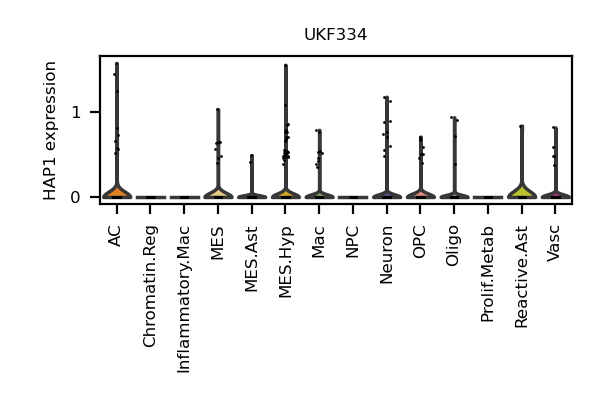 UKF334
HAP1 expression
1
0
AC
Chromatin.Reg
Inflammatory.Mac
MES
MES.Ast
MES.Hyp
Mac
NPC
Neuron
OPC
Oligo
Prolif.Metab
Reactive.Ast
Vasc